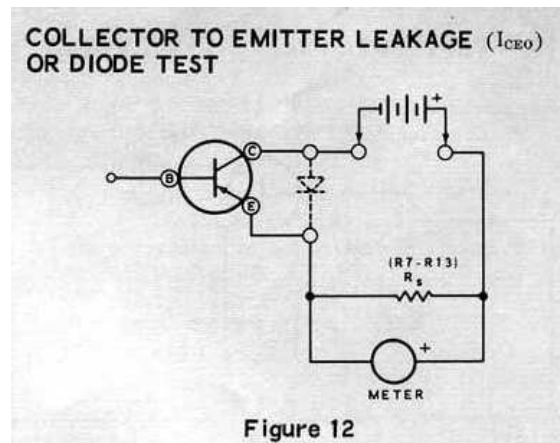 COLLECTOR TO EMITTER LEAKAGE (ICEO)
OR DIODE TEST
+
C
B
E
(R7-R13)
Rs
+
METER
Figure 12